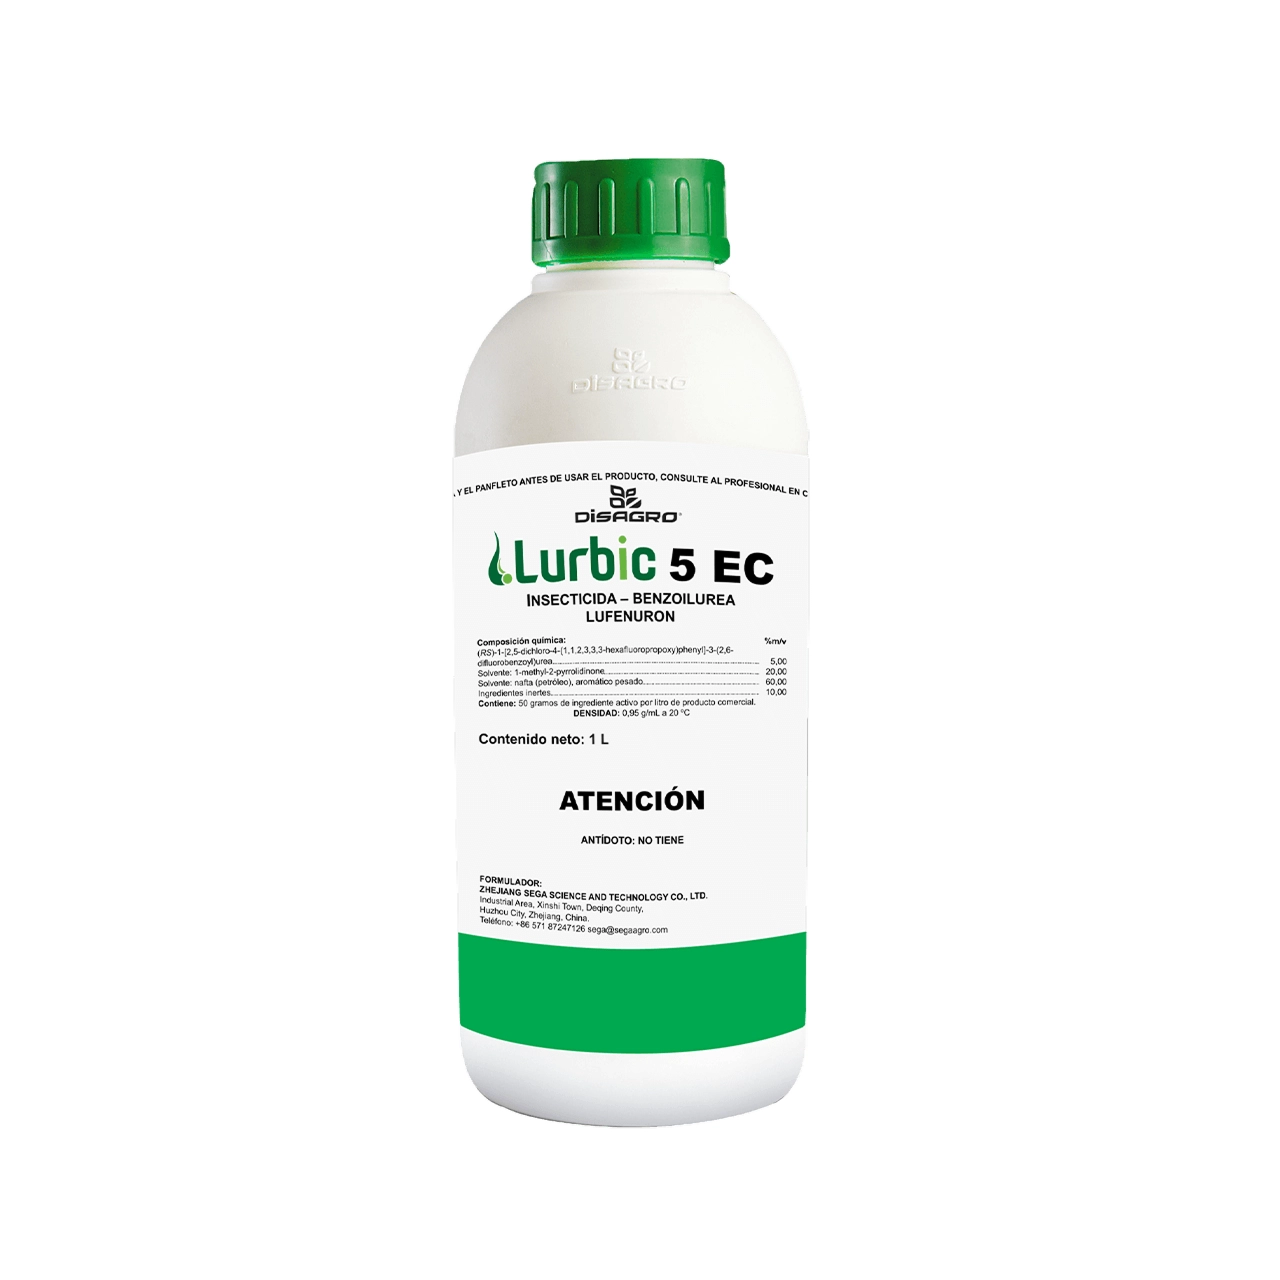 DISAGRO
Y EL PANFLETO ANTES DE USAR EL PRODUCTO, CONSULTE AL PROFESIONAL EN
DISAGRO®
Lurbic 5 EC
INSECTICIDA – BENZOILUREA
LUFENURON
Composición química: %m/v
(RS)-1-[2,5-dichloro-4-(1,1,2,3,3,3-hexafluoropropoxy)phenyl]-3-(2,6-
difluorobenzoyl)urea 5,00
Solvente: 1-methyl-2-pyrrolidinone 20,00
Solvente: nafta (petróleo), aromático pesado 60,00
Ingredientes inertes 10,00
Contiene: 50 gramos de ingrediente activo por litro de producto comercial.
DENSIDAD: 0,95 g/mL a 20 ºC
Contenido neto: 1 L
ATENCIÓN
ANTÍDOTO: NO TIENE
FORMULADOR:
ZHEJIANG SEGA SCIENCE AND TECHNOLOGY CO., LTD.
Industrial Area, Xinshi Town, Deqing County,
Huzhou City, Zhejiang, China.
Teléfono: +86 571 87247126 sega@segaagro.com